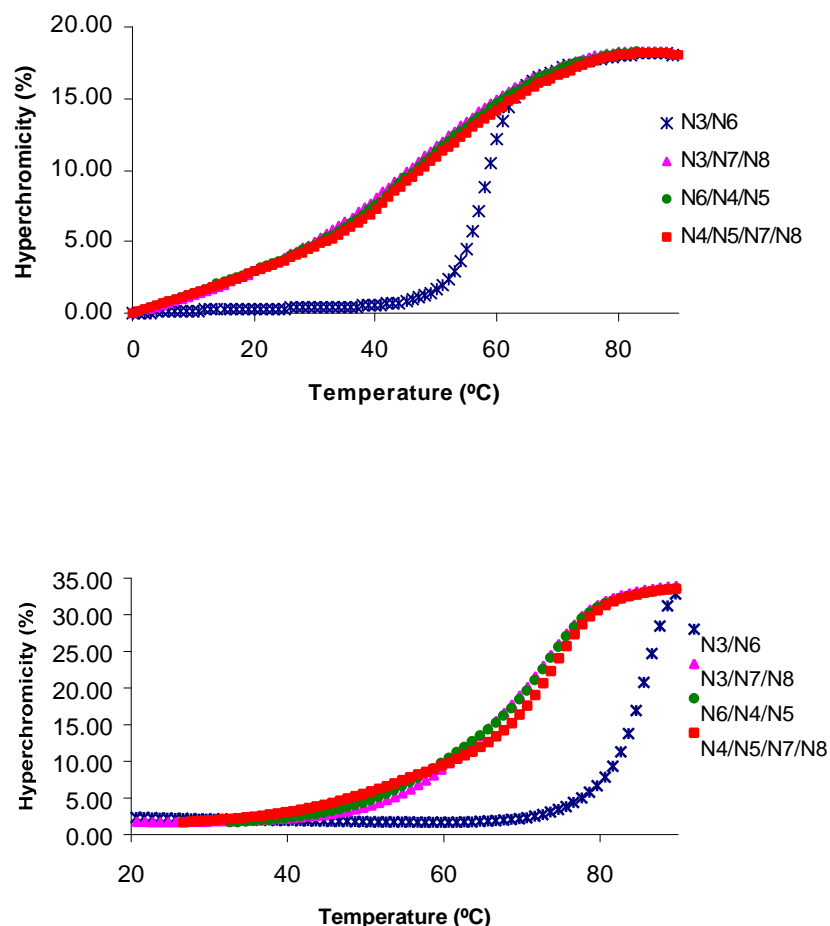 20.00
15.00
10.00
5.00
0.00
Hyperchromicity (%)
0
20
40
60
80
Temperature (ºC)
N3/N6
N3/N7/N8
N6/N4/N5
N4/N5/N7/N8
35.00
30.00
25.00
20.00
15.00
10.00
5.00
0.00
Hyperchromicity (%)
20
40
60
80
Temperature (ºC)
N3/N6
N3/N7/N8
N6/N4/N5
N4/N5/N7/N8